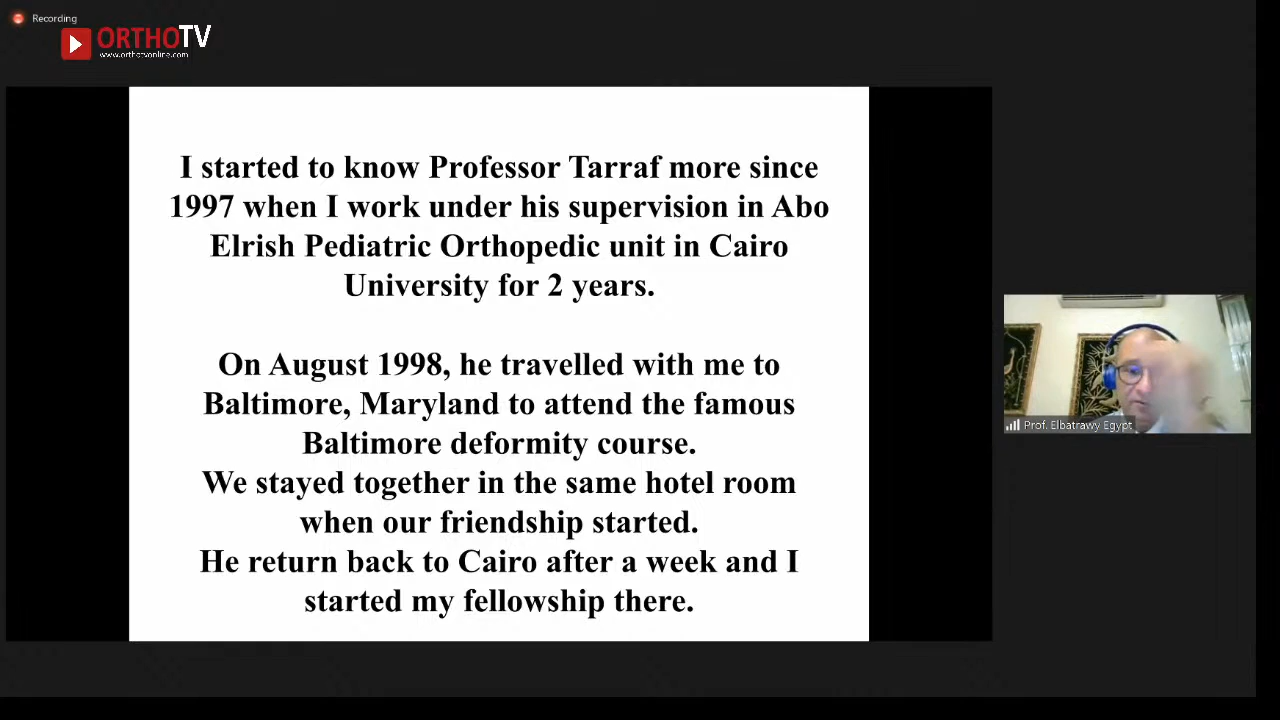 Recording
ORTHOTV
www.orthotvonline.com
I started to know Professor Tarraf more since
1997 when I work under his supervision in Abo
Elrish Pediatric Orthopedic unit in Cairo
University for 2 years.
On August 1998, he travelled with me to
Baltimore, Maryland to attend the famous
Baltimore deformity course.
We stayed together in the same hotel room
when our friendship started.
He return back to Cairo after a week and I
started my fellowship there.
Prof. Elbatrawy Egypt